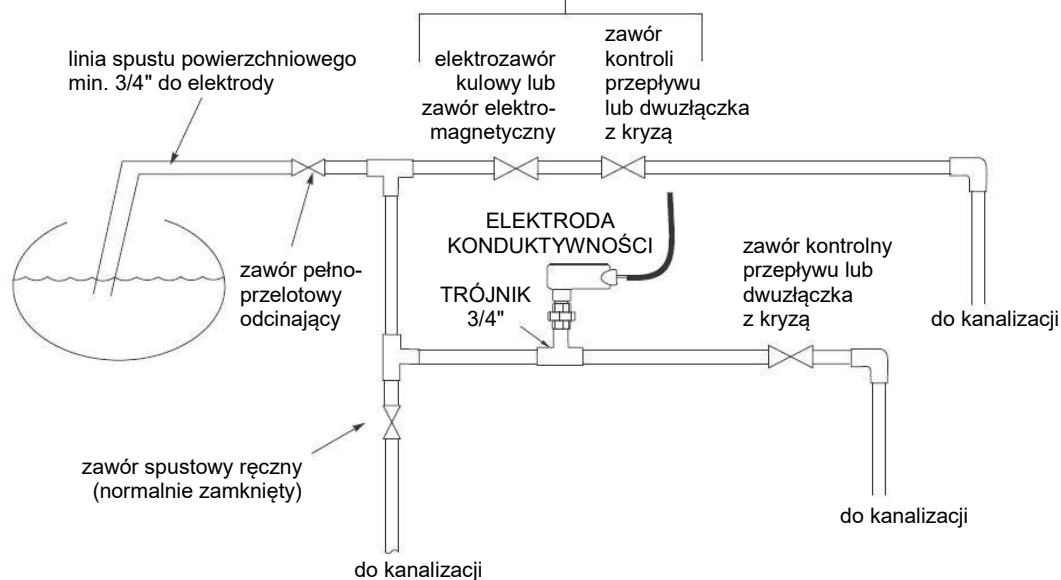 linia spustu powierzchniowego
min. 3/4" do elektrody
elektrozawór
kulowy lub
zawór elektro-
magnetyczny
zawór
kontroli
przepływu
lub dwuzłączka
z kryzą
zawór pełno-
przelotowy
odcinający
ELEKTRODA
KONDUKTYWNOŚCI
TRÓJNIK
3/4"
zawór kontrolny
przepływu lub
dwuzłączka
z kryzą
do kanalizacji
zawór spustowy ręczny
(normalnie zamknięty)
do kanalizacji
do kanalizacji